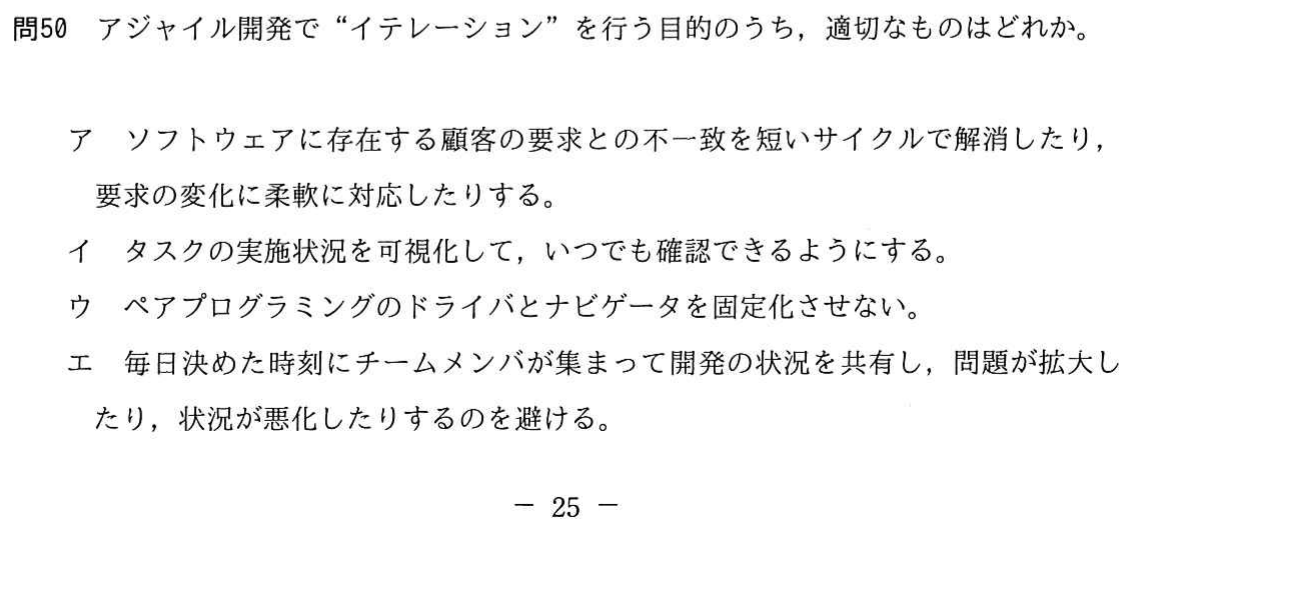 問50 アジャイル開発で“イテレーション”を行う目的のうち，適切なものはどれか。
ア ソフトウェアに存在する顧客の要求との不一致を短いサイクルで解消したり，
要求の変化に柔軟に対応したりする。
イ タスクの実施状況を可視化して，いつでも確認できるようにする。
ウ ペアプログラミングのドライバとナビゲータを固定化させない。
エ 毎日決めた時刻にチームメンバが集まって開発の状況を共有し，問題が拡大し
たり，状況が悪化したりするのを避ける。
－ 25 －